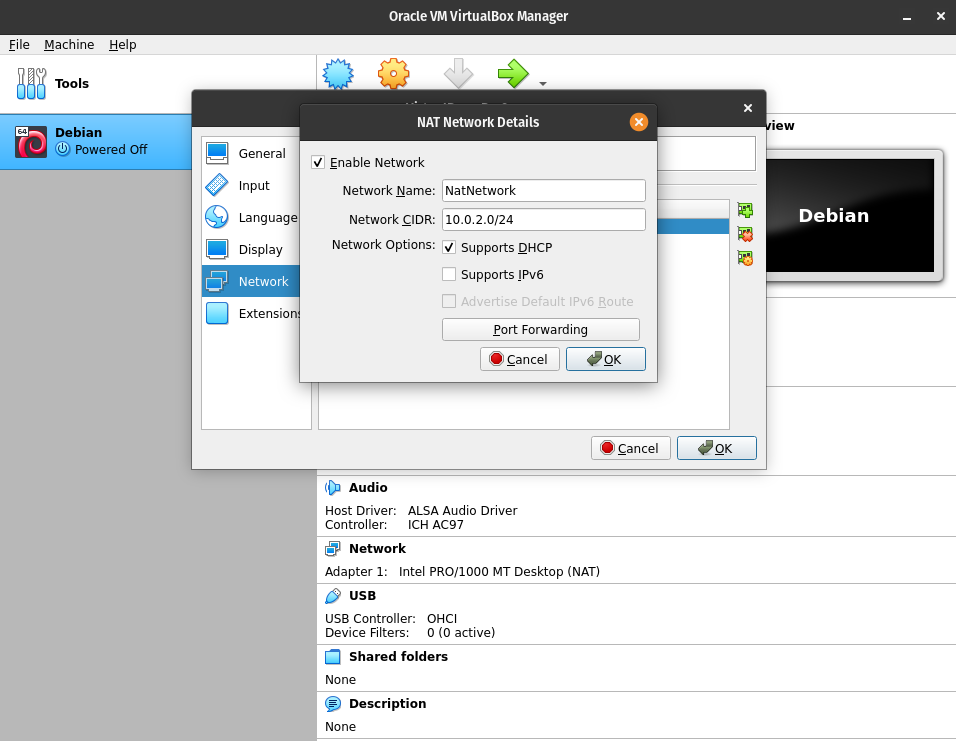 Oracle VM VirtualBox Manager
File Machine Help
Tools
64
Debian
Powered Off
NAT Network Details
General
Input
Language
Display
Network
Extensions
Enable Network
Network Name: NatNetwork
Network CIDR: 10.0.2.0/24
Network Options: Supports DHCP
Supports IPv6
Advertise Default IPv6 Route
Port Forwarding
Cancel OK
Cancel OK
view
Debian
Audio
Host Driver: ALSA Audio Driver
Controller: ICH AC97
Network
Adapter 1: Intel PRO/1000 MT Desktop (NAT)
USB
USB Controller: OHCI
Device Filters: 0 (0 active)
Shared folders
None
Description
None